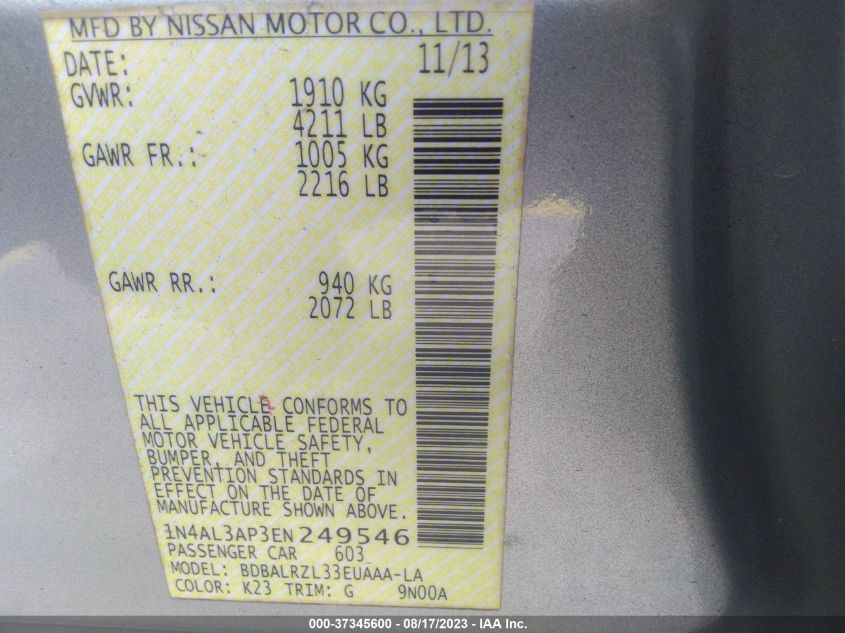 MFD BY NISSAN MOTOR CO., LTD.
DATE: 11/13
GVWR: 1910 KG
4211 LB
GAWR FR.: 1005 KG
2216 LB
GAWR RR.: 940 KG
2072 LB
THIS VEHICLE CONFORMS TO
ALL APPLICABLE FEDERAL
MOTOR VEHICLE SAFETY,
BUMPER, AND THEFT
PREVENTION STANDARDS IN
EFFECT ON THE DATE OF
MANUFACTURE SHOWN ABOVE.
1N4AL3AP3EN249546
PASSENGER CAR 603
MODEL: BDBALRZL33EUAAA-LA
COLOR: K23 TRIM: G 9N00A
000-37345600 - 08/17/2023 - IAA Inc.